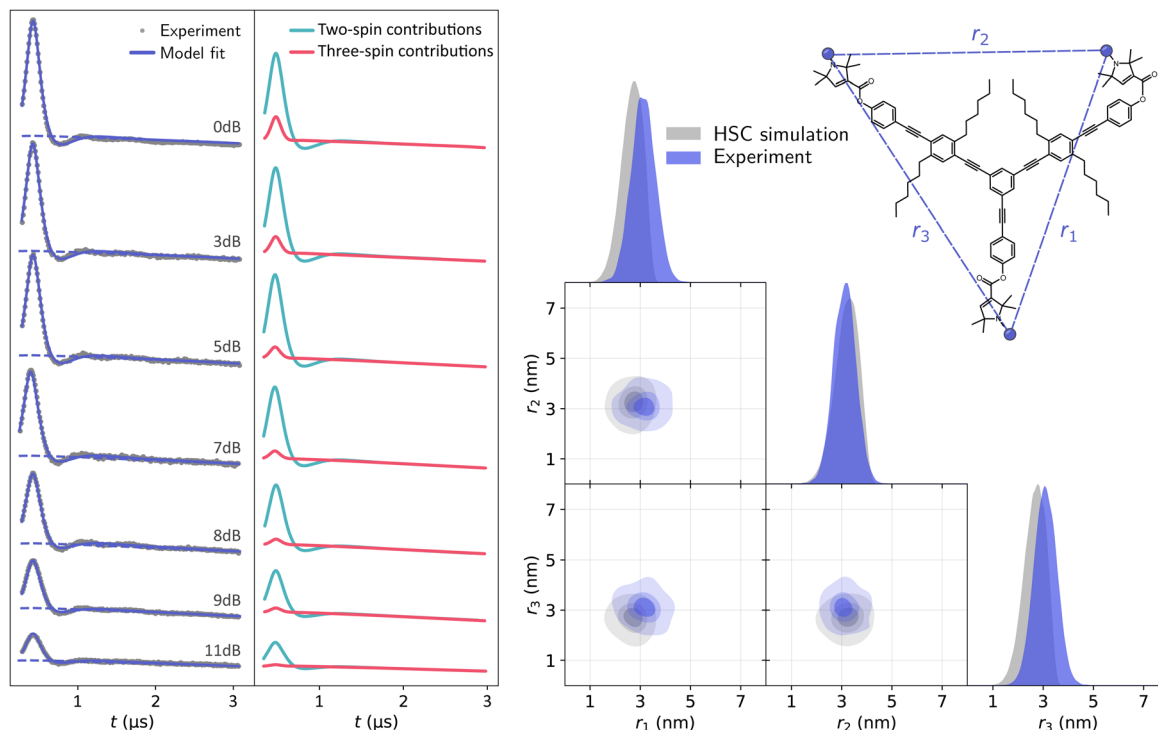 Experiment
Model fit
0dB
3dB
5dB
7dB
8dB
9dB
11dB
1 2 3
t (μs)
Two-spin contributions
Three-spin contributions
1 2 3
t (μs)
HSC simulation
Experiment
r2
r3
r1
N
O
O
N
O
O
O
O
N
7
5
3
1
r2 (nm)
7
5
3
1
r3 (nm)
1 3 5 7
r1 (nm)
1 3 5 7
r2 (nm)
1 3 5 7
r3 (nm)